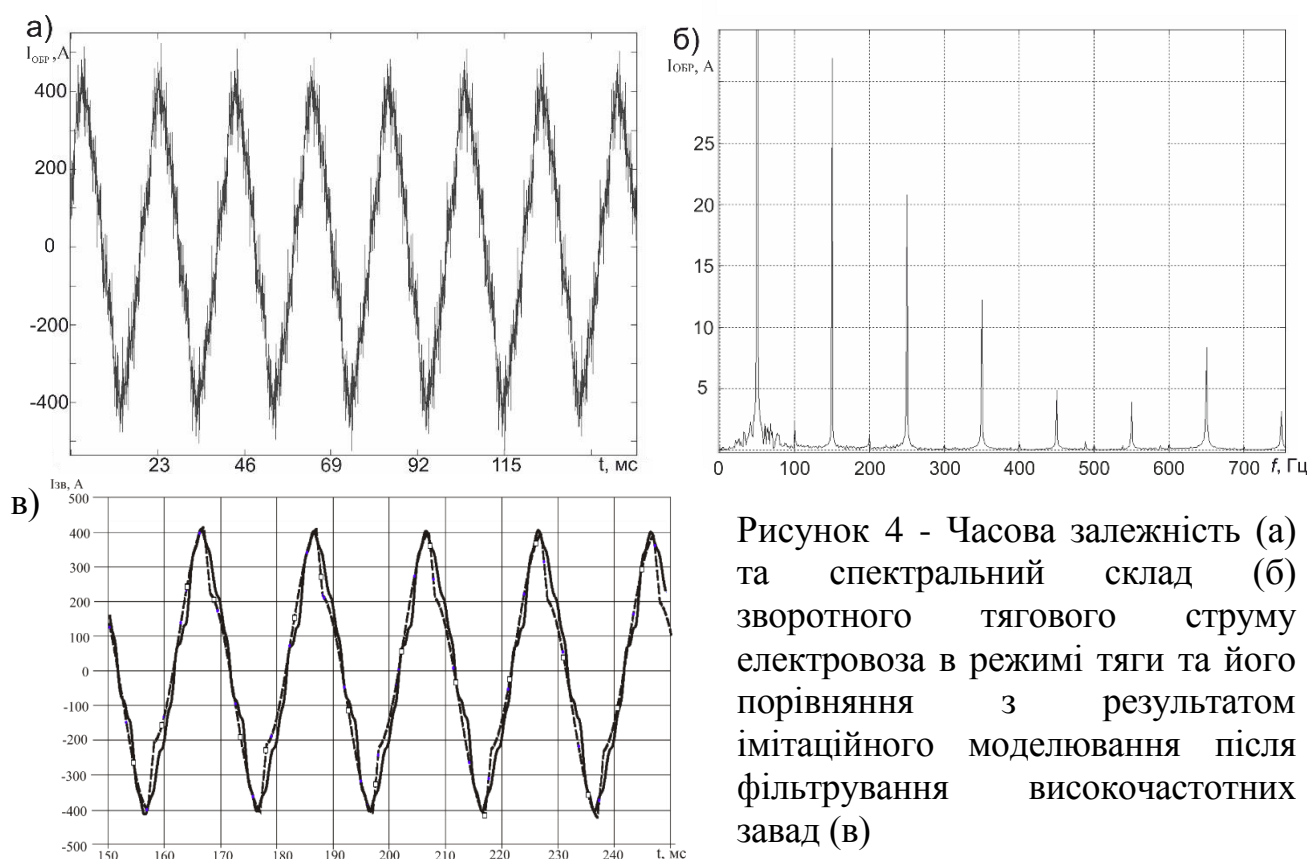 а)
IОБР ,А
400
200
0
-200
-400
23 46 69 92 115 t, мс
б)
IОБР, А
25
20
15
10
5
0 100 200 300 400 500 600 700 f, Гц
в)
Iзв, А
500
400
300
200
100
0
-100
-200
-300
-400
-500
150 160 170 180 190 200 210 220 230 240 t, мс
Рисунок 4 - Часова залежність (а)
та спектральний склад (б)
зворотного тягового струму
електровоза в режимі тяги та його
порівняння з результатом
імітаційного моделювання після
фільтрування високочастотних
завад (в)